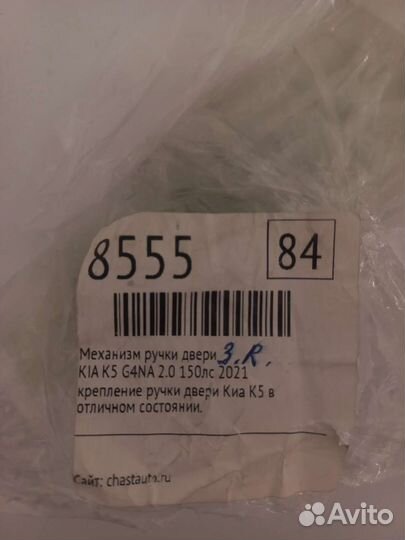 8555 84
Механизм ручки двери З.R.
KIA K5 G4NA 2.0 150лс 2021
крепление ручки двери Киа К5 в
отличном состоянии.
Сайт: chastauto.ru
Avito